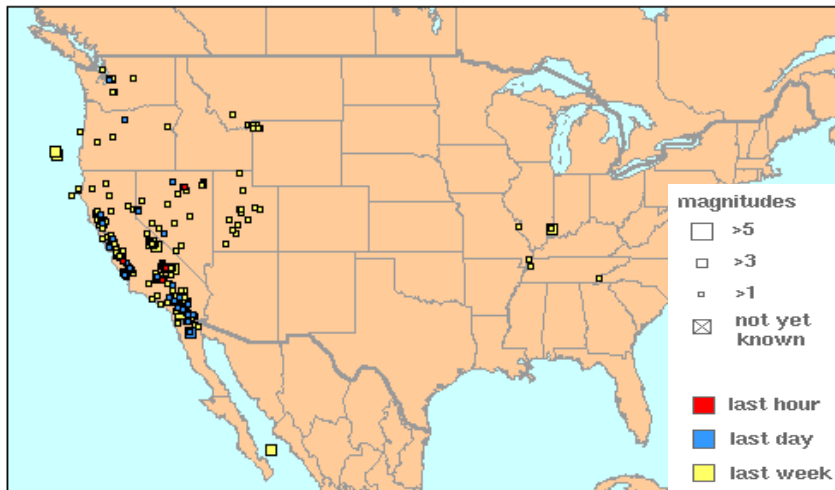 magnitudes
>5
>3
>1
not yet
known
last hour
last day
last week